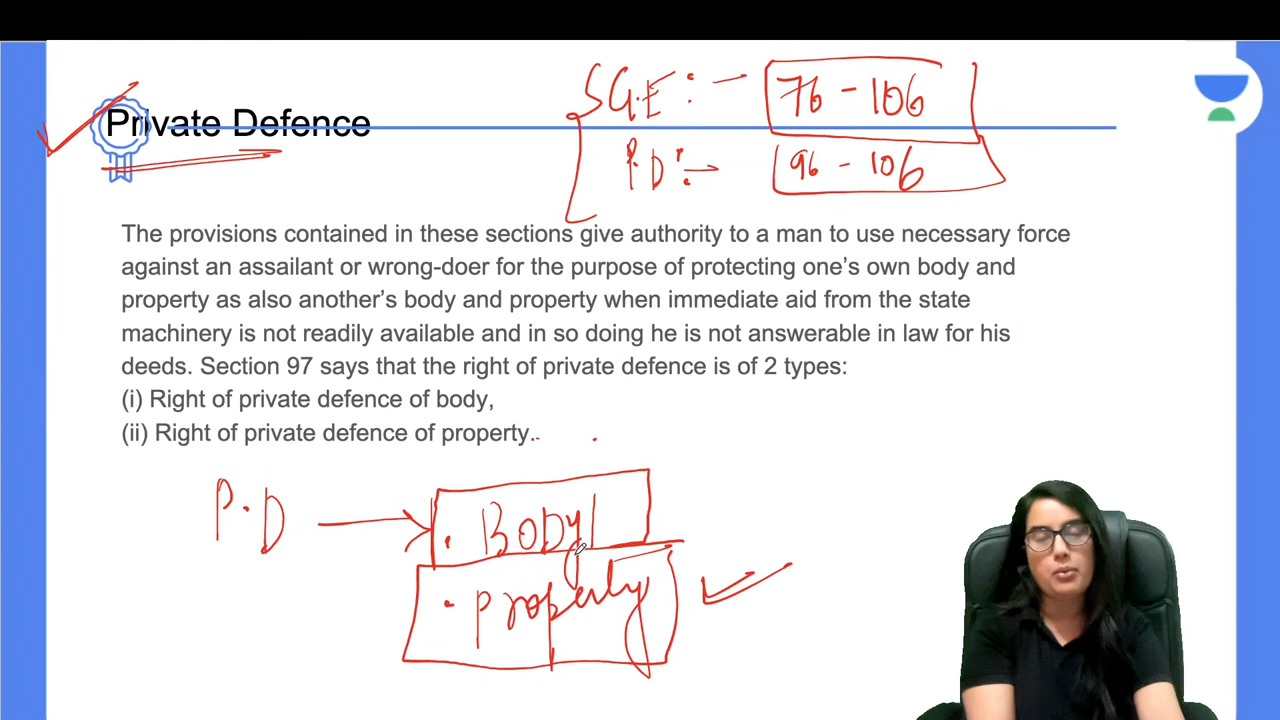 S.G.E :- 76 - 106
Private Defence
P.D :- 96 - 106
The provisions contained in these sections give authority to a man to use necessary force
against an assailant or wrong-doer for the purpose of protecting one’s own body and
property as also another’s body and property when immediate aid from the state
machinery is not readily available and in so doing he is not answerable in law for his
deeds. Section 97 says that the right of private defence is of 2 types:
(i) Right of private defence of body,
(ii) Right of private defence of property.
P.D → . Body
. Property